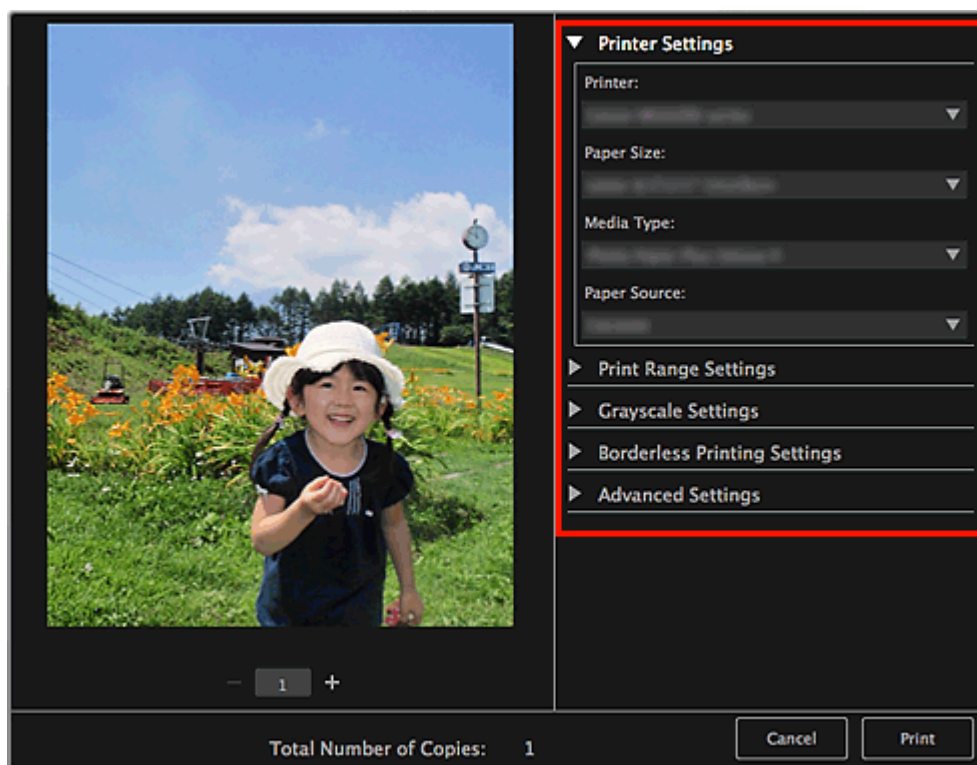 Printer Settings
Printer:
Paper Size:
Media Type:
Paper Source:
Print Range Settings
Grayscale Settings
Borderless Printing Settings
Advanced Settings
1
Total Number of Copies: 1
Cancel
Print